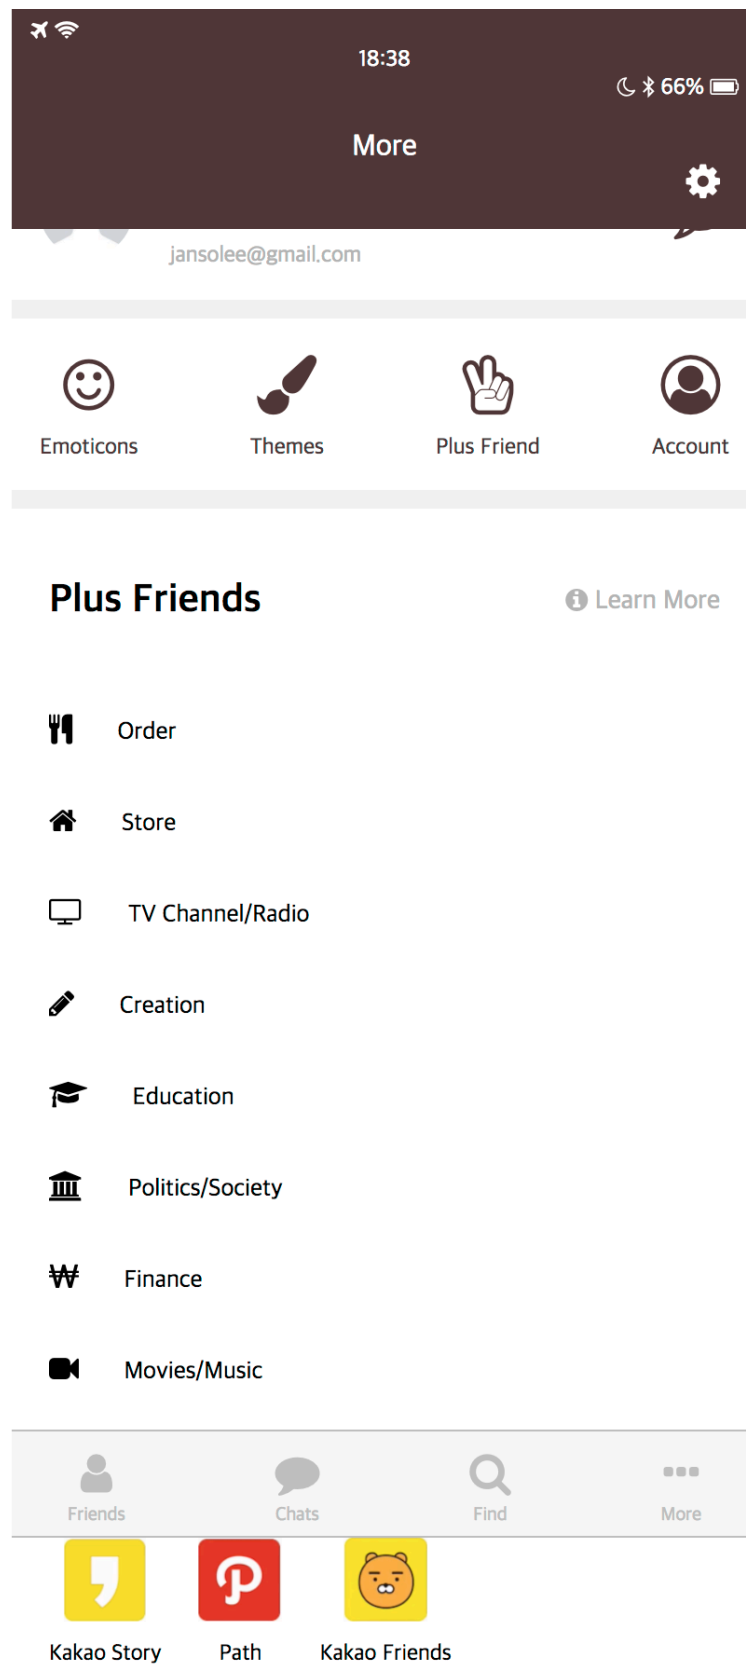 18:38
66%
More
jansolee@gmail.com
Emoticons Themes Plus Friend Account
Plus Friends Learn More
Order
Store
TV Channel/Radio
Creation
Education
Politics/Society
Finance
Movies/Music
Friends Chats Find More
Kakao Story Path Kakao Friends